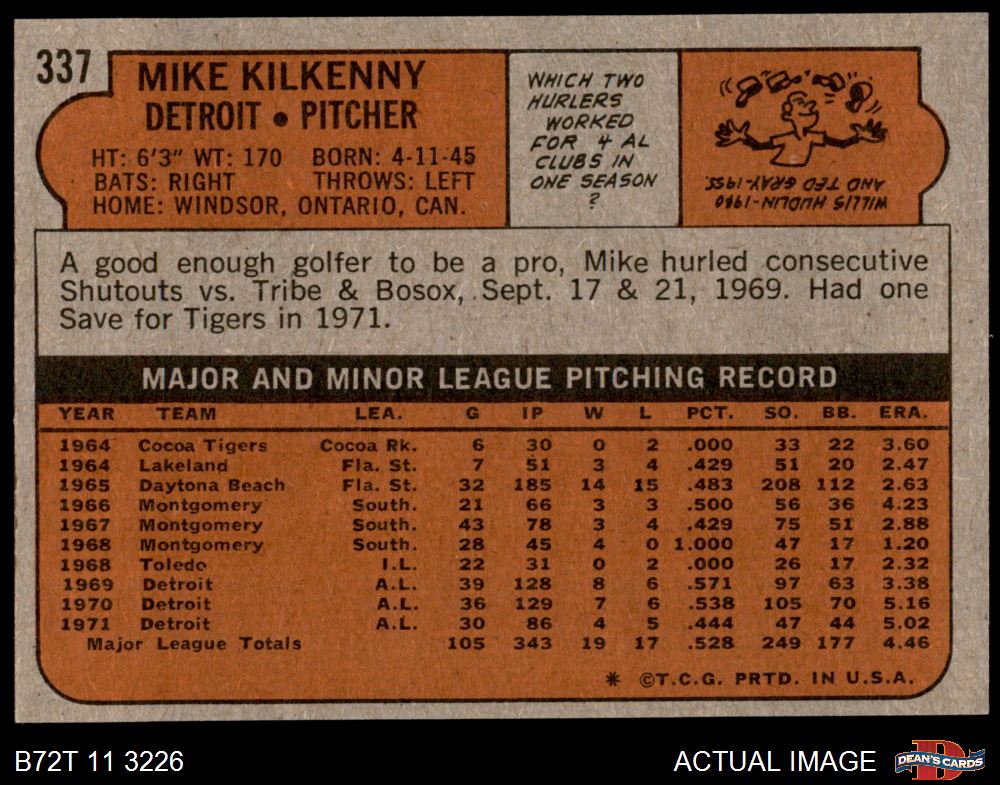 337
MIKE KILKENNY
DETROIT • PITCHER
HT: 6'3" WT: 170 BORN: 4-11-45
BATS: RIGHT THROWS: LEFT
HOME: WINDSOR, ONTARIO, CAN.
WHICH TWO
HURLERS
WORKED
FOR 4 AL
CLUBS IN
ONE SEASON
?
WILLIS HUDLIN-1940
AND TED GRAY-1955.
A good enough golfer to be a pro, Mike hurled consecutive
Shutouts vs. Tribe & Bosox, Sept. 17 & 21, 1969. Had one
Save for Tigers in 1971.
MAJOR AND MINOR LEAGUE PITCHING RECORD
YEAR TEAM LEA. G IP W L PCT. SO. BB. ERA.
1964 Cocoa Tigers Cocoa Rk. 6 30 0 2 .000 33 22 3.60
1964 Lakeland Fla. St. 7 51 3 4 .429 51 20 2.47
1965 Daytona Beach Fla. St. 32 185 14 15 .483 208 112 2.63
1966 Montgomery South. 21 66 3 3 .500 56 36 4.23
1967 Montgomery South. 43 78 3 4 .429 75 51 2.88
1968 Montgomery South. 28 45 4 0 1.000 47 17 1.20
1968 Toledo I.L. 22 31 0 2 .000 26 17 2.32
1969 Detroit A.L. 39 128 8 6 .571 97 63 3.38
1970 Detroit A.L. 36 129 7 6 .538 105 70 5.16
1971 Detroit A.L. 30 86 4 5 .444 47 44 5.02
Major League Totals 105 343 19 17 .528 249 177 4.46
* ©T.C.G. PRTD. IN U.S.A.
B72T 11 3226
ACTUAL IMAGE
D
DEAN'S CARDS